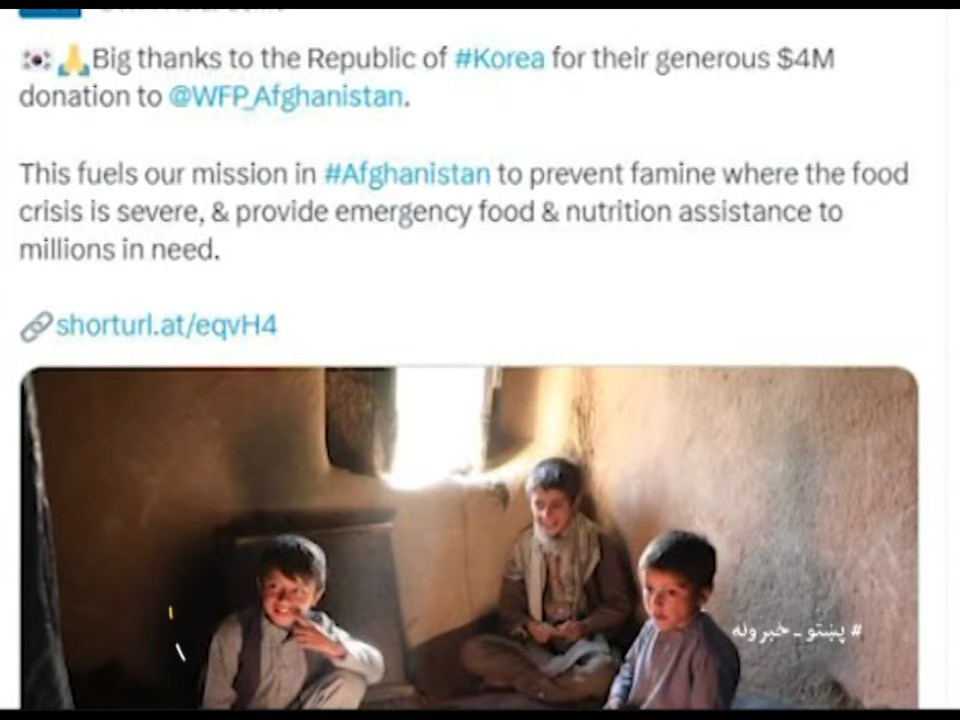 🇰🇷🙏Big thanks to the Republic of #Korea for their generous $4M
donation to @WFP_Afghanistan.
This fuels our mission in #Afghanistan to prevent famine where the food
crisis is severe, & provide emergency food & nutrition assistance to
millions in need.
🔗shorturl.at/eqvH4
# پښتو ـ خبرونه